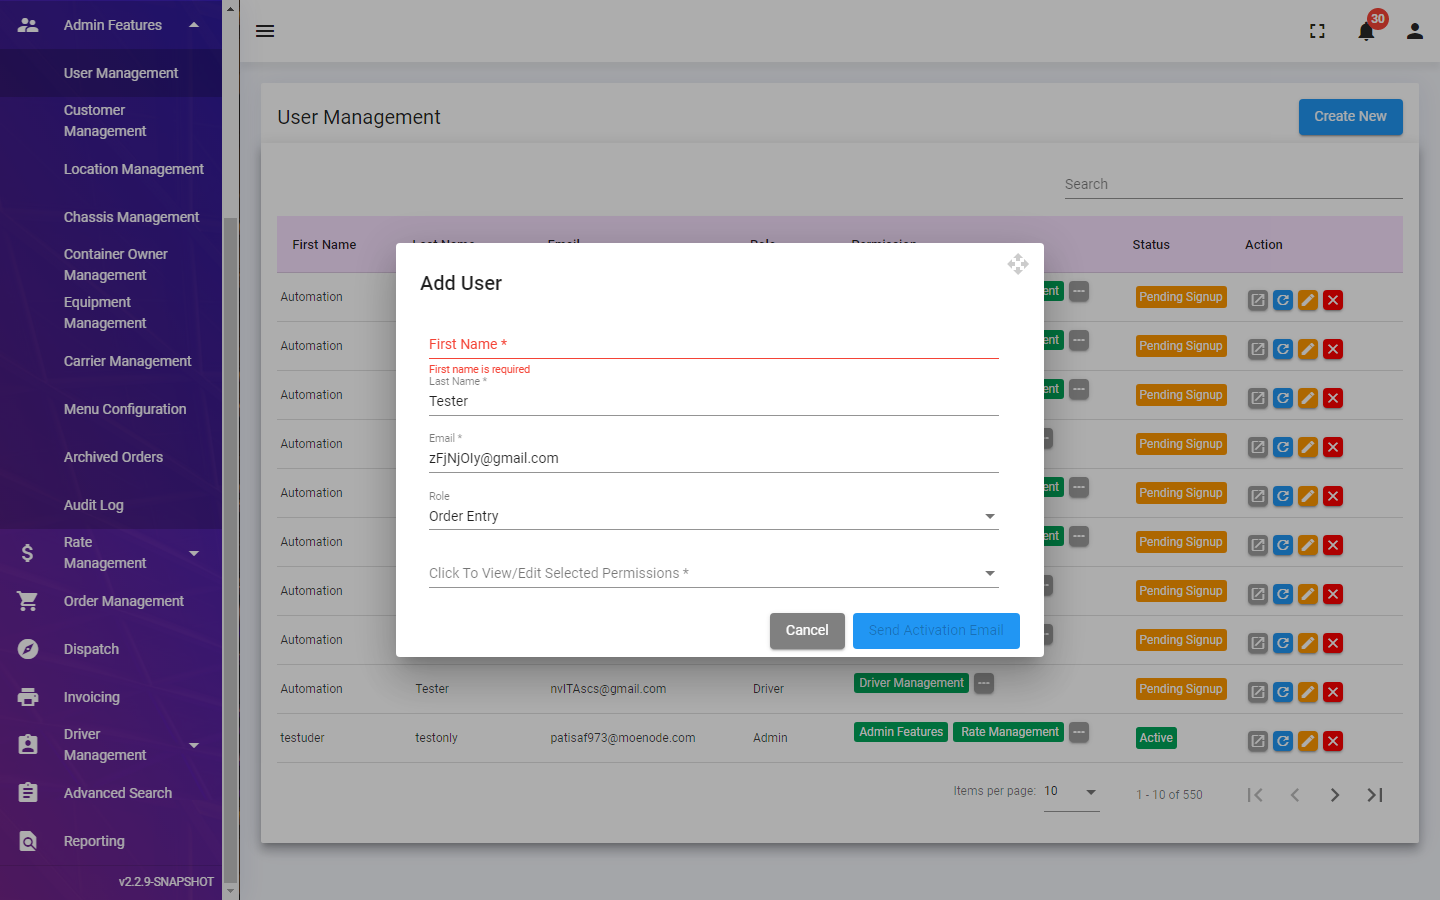 Admin Features
User Management
Customer
Management
Location Management
Chassis Management
Container Owner
Management
Equipment
Management
Carrier Management
Menu Configuration
Archived Orders
Audit Log
Rate
Management
Order Management
Dispatch
Invoicing
Driver
Management
Advanced Search
Reporting
v2.2.9-SNAPSHOT
30
User Management
Create New
Search
First Name Last Name Email Role Permission Status Action
Automation ent --- Pending Signup
Automation ent --- Pending Signup
Automation ent --- Pending Signup
Automation Pending Signup
Automation ent --- Pending Signup
Automation ent --- Pending Signup
Automation Pending Signup
Automation Pending Signup
Automation Tester nvITAscs@gmail.com Driver Driver Management --- Pending Signup
testuder testonly patisaf973@moenode.com Admin Admin Features Rate Management --- Active
Items per page: 10 1 - 10 of 550
Add User
First Name *
First name is required
Last Name *
Tester
Email *
zFjNjOIy@gmail.com
Role
Order Entry
Click To View/Edit Selected Permissions *
Cancel
Send Activation Email